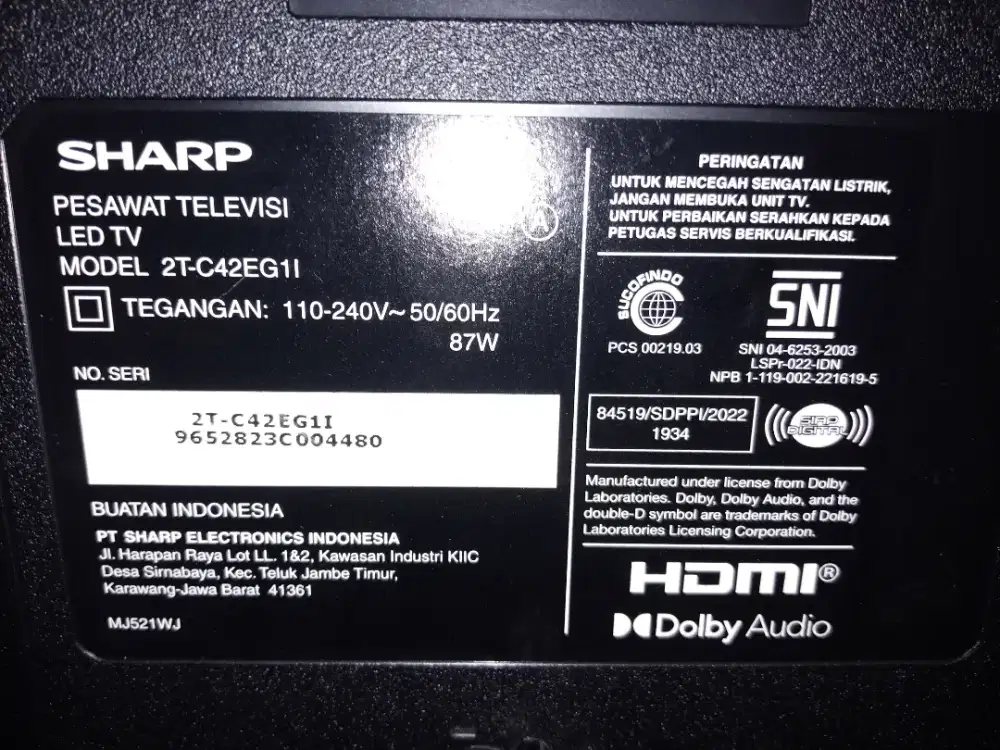 SHARP
PESAWAT TELEVISI
LED TV
MODEL 2T-C42EG1I
TEGANGAN: 110-240V~ 50/60Hz
87W
NO. SERI
2T-C42EG1I
9652823C004480
BUATAN INDONESIA
PT SHARP ELECTRONICS INDONESIA
Jl. Harapan Raya Lot LL. 1&2, Kawasan Industri KIIC
Desa Sirnabaya, Kec. Teluk Jambe Timur,
Karawang-Jawa Barat 41361
MJ521WJ
A
PERINGATAN
UNTUK MENCEGAH SENGATAN LISTRIK,
JANGAN MEMBUKA UNIT TV.
UNTUK PERBAIKAN SERAHKAN KEPADA
PETUGAS SERVIS BERKUALIFIKASI.
SUCOFINDO
PCS 00219.03
SNI
SNI 04-6253-2003
LSPr-022-IDN
NPB 1-119-002-221619-5
84519/SDPPI/2022
1934
SIAP
DIGITAL
Manufactured under license from Dolby
Laboratories. Dolby, Dolby Audio, and the
double-D symbol are trademarks of Dolby
Laboratories Licensing Corporation.
HDMI®
Dolby Audio